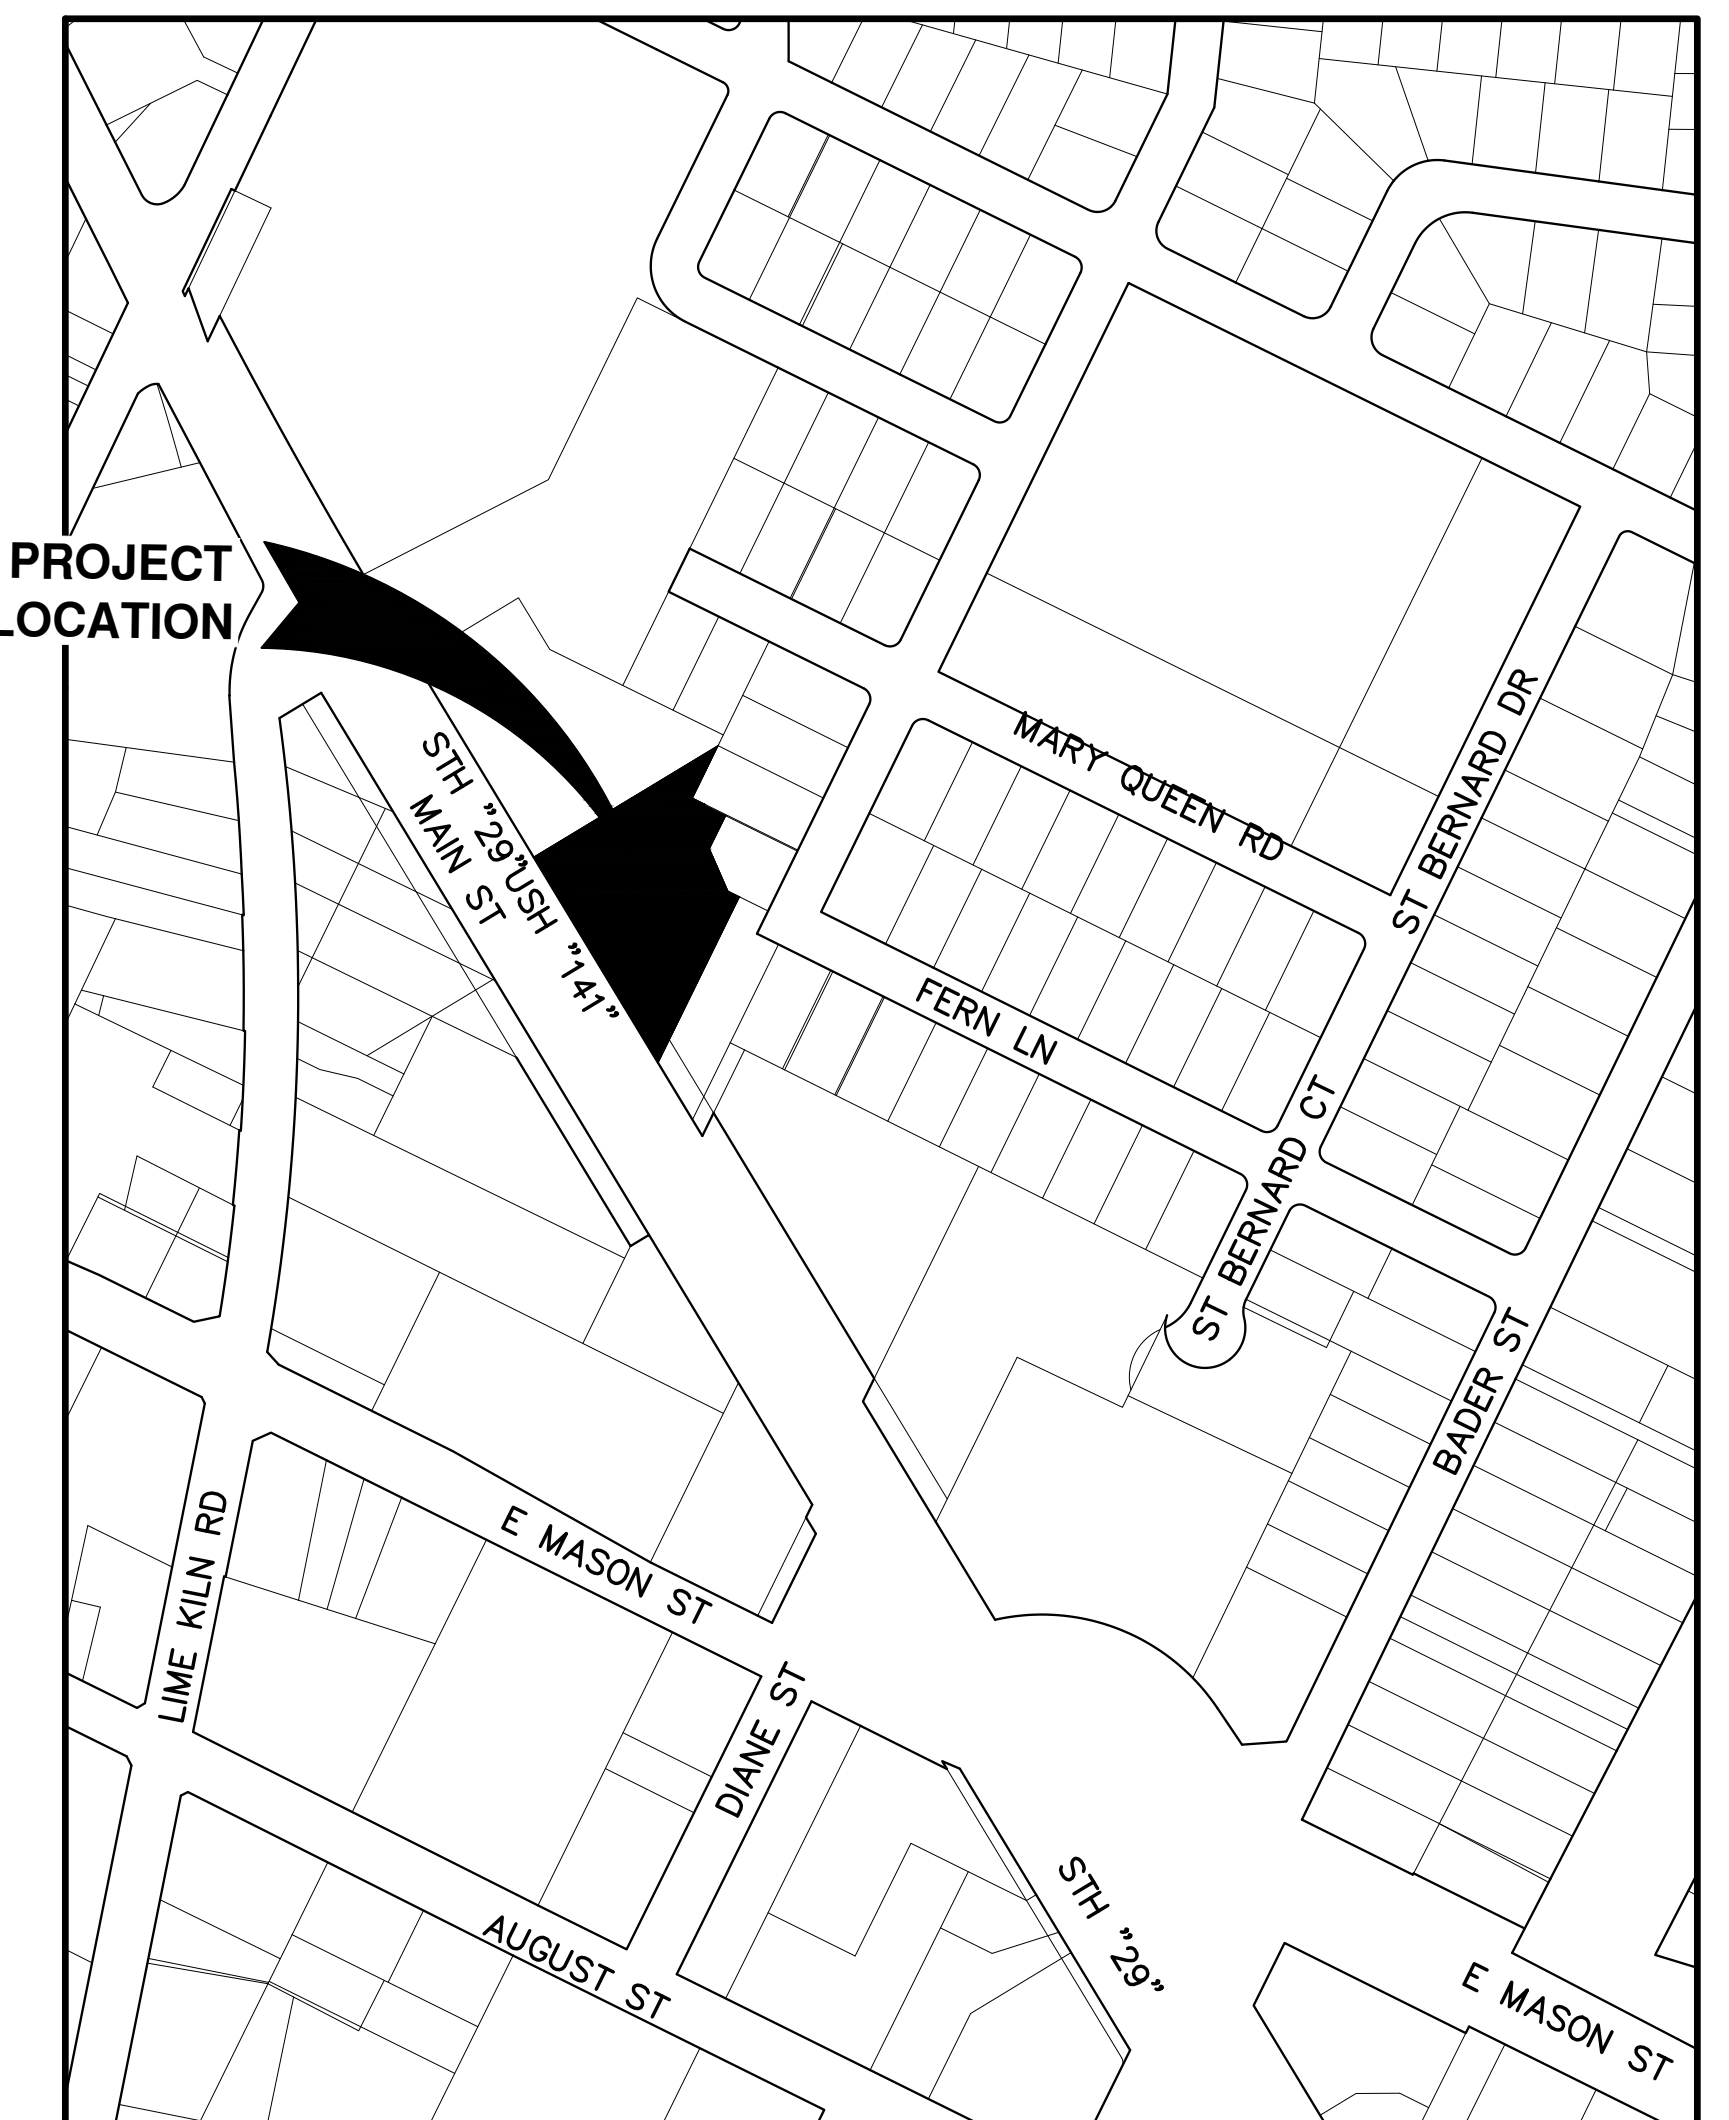 PROJECT
LOCATION
STH "29" USH "141"
MAIN ST
MARY QUEEN RD
ST BERNARD DR
FERN LN
ST BERNARD CT
BADER ST
E MASON ST
LIME KILN RD
DIANE ST
AUGUST ST
STH "29"
E MASON ST